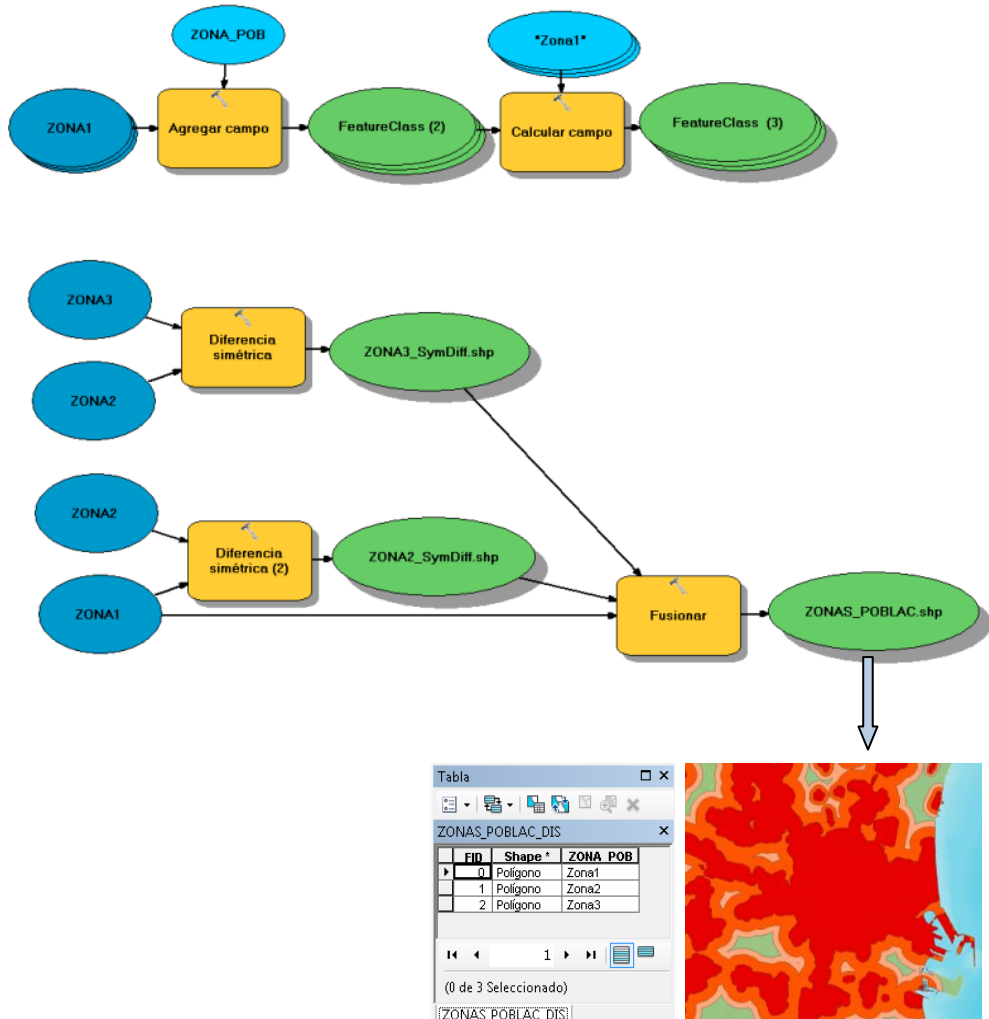 ZONA_POB
"Zona1"
ZONA1
Agregar campo
FeatureClass (2)
Calcular campo
FeatureClass (3)
ZONA3
Diferencia
simétrica
ZONA3_SymDiff.shp
ZONA2
ZONA2
Diferencia
simétrica (2)
ZONA2_SymDiff.shp
ZONA1
Fusionar
ZONAS_POBLAC.shp
Tabla
ZONAS_POBLAC_DIS
FID Shape * ZONA_POB
0 Polígono Zona1
1 Polígono Zona2
2 Polígono Zona3
1
(0 de 3 Seleccionado)
ZONAS_POBLAC_DIS